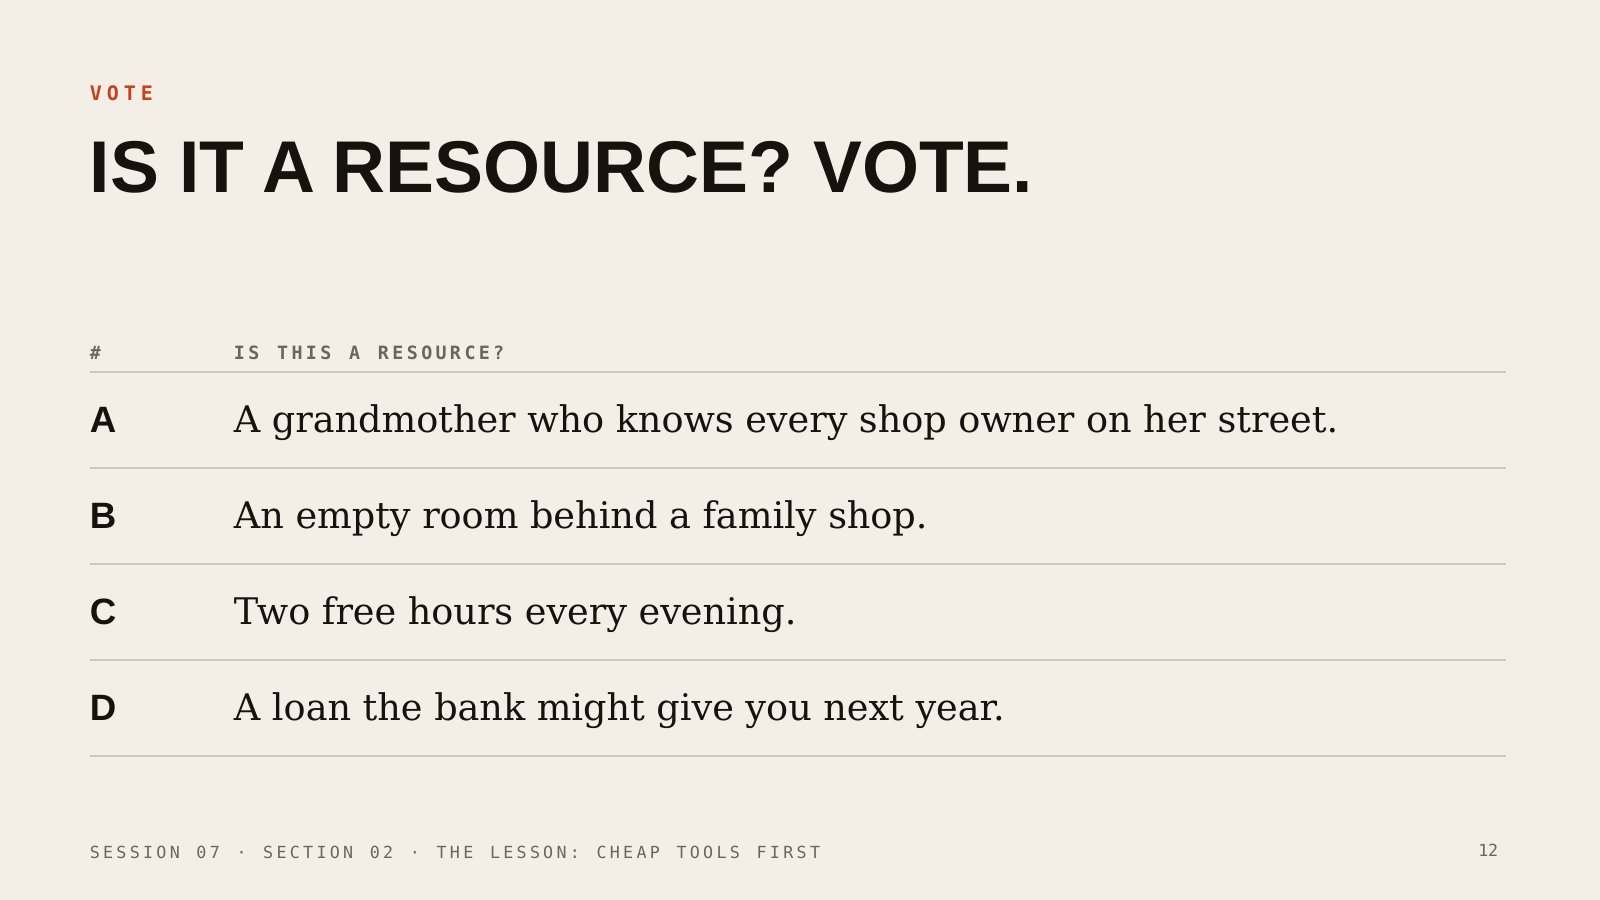 VOTE
IS IT A RESOURCE? VOTE.
# IS THIS A RESOURCE?
A A grandmother who knows every shop owner on her street.
B An empty room behind a family shop.
C Two free hours every evening.
D A loan the bank might give you next year.
SESSION 07 · SECTION 02 · THE LESSON: CHEAP TOOLS FIRST 12